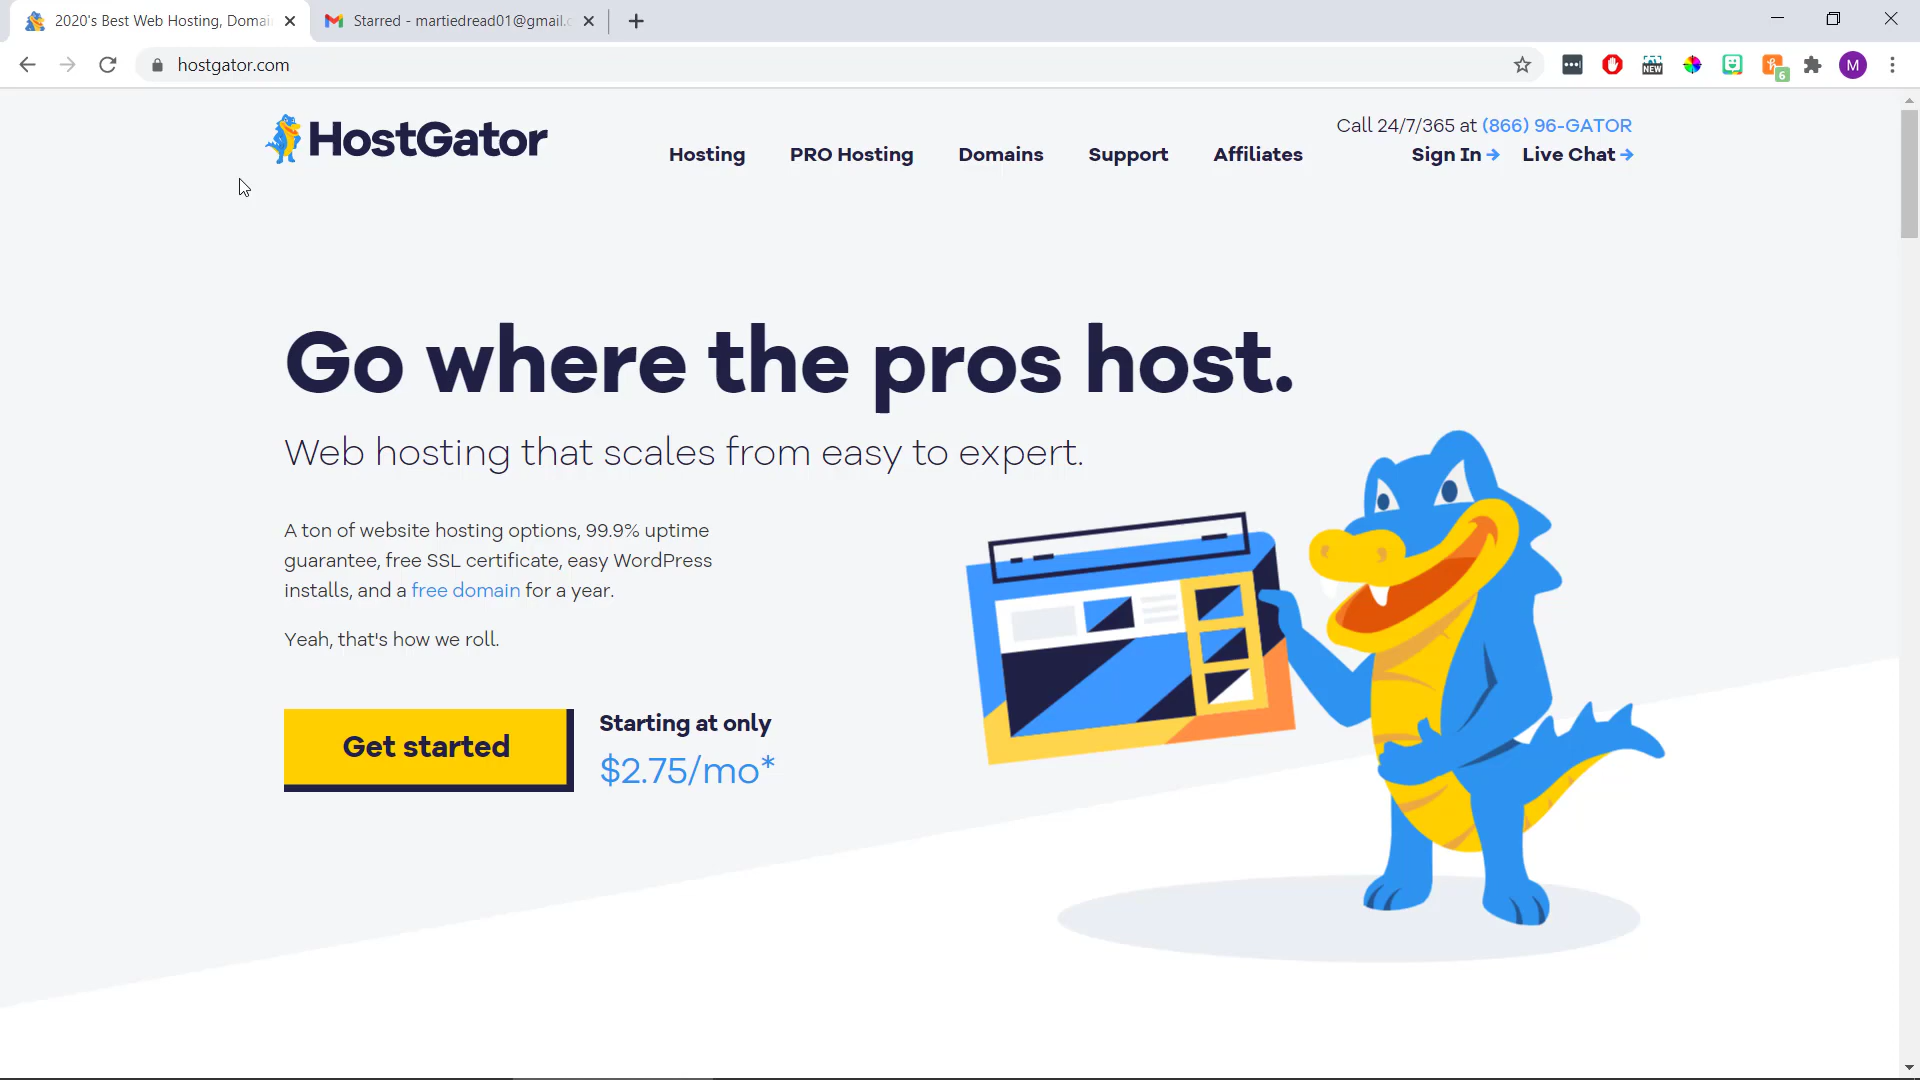 2020's Best Web Hosting, Domai
Starred - martiedread01@gmail.c
hostgator.com
NEW
6
M
HostGator
Hosting
PRO Hosting
Domains
Support
Affiliates
Call 24/7/365 at (866) 96-GATOR
Sign In → Live Chat →
Go where the pros host.
Web hosting that scales from easy to expert.
A ton of website hosting options, 99.9% uptime
guarantee, free SSL certificate, easy WordPress
installs, and a free domain for a year.
Yeah, that's how we roll.
Get started
Starting at only
$2.75/mo*